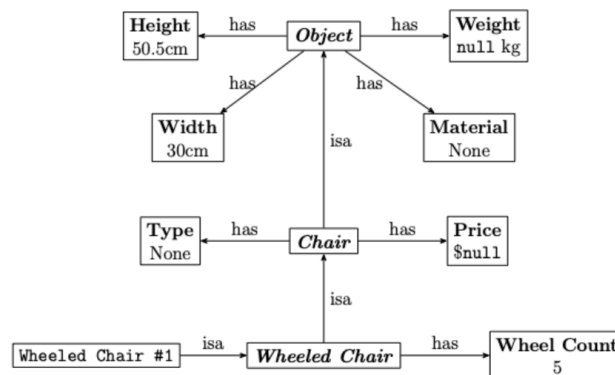 Height
50.5cm
has
Object
has
Weight
null kg
has
has
Width
30cm
Material
None
isa
Type
None
has
Chair
has
Price
$null
isa
Wheeled Chair #1
isa
Wheeled Chair
has
Wheel Count
5